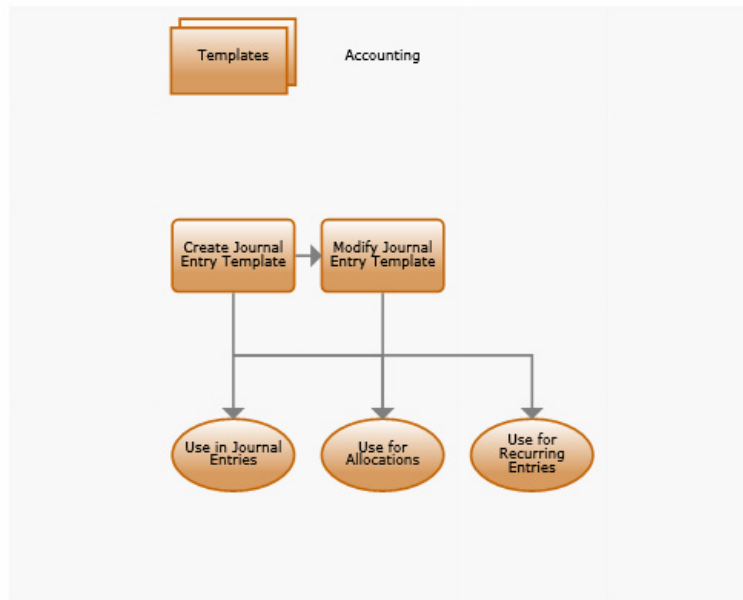 Templates
Accounting
Create Journal
Entry Template
Modify Journal
Entry Template
Use in Journal
Entries
Use for
Allocations
Use for
Recurring
Entries